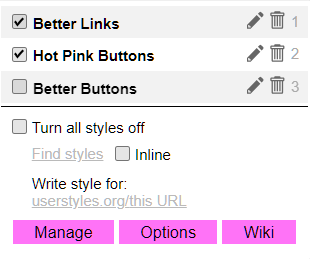 Better Links 1
Hot Pink Buttons 2
Better Buttons 3
Turn all styles off
Find styles Inline
Write style for:
userstyles.org/this URL
Manage Options Wiki